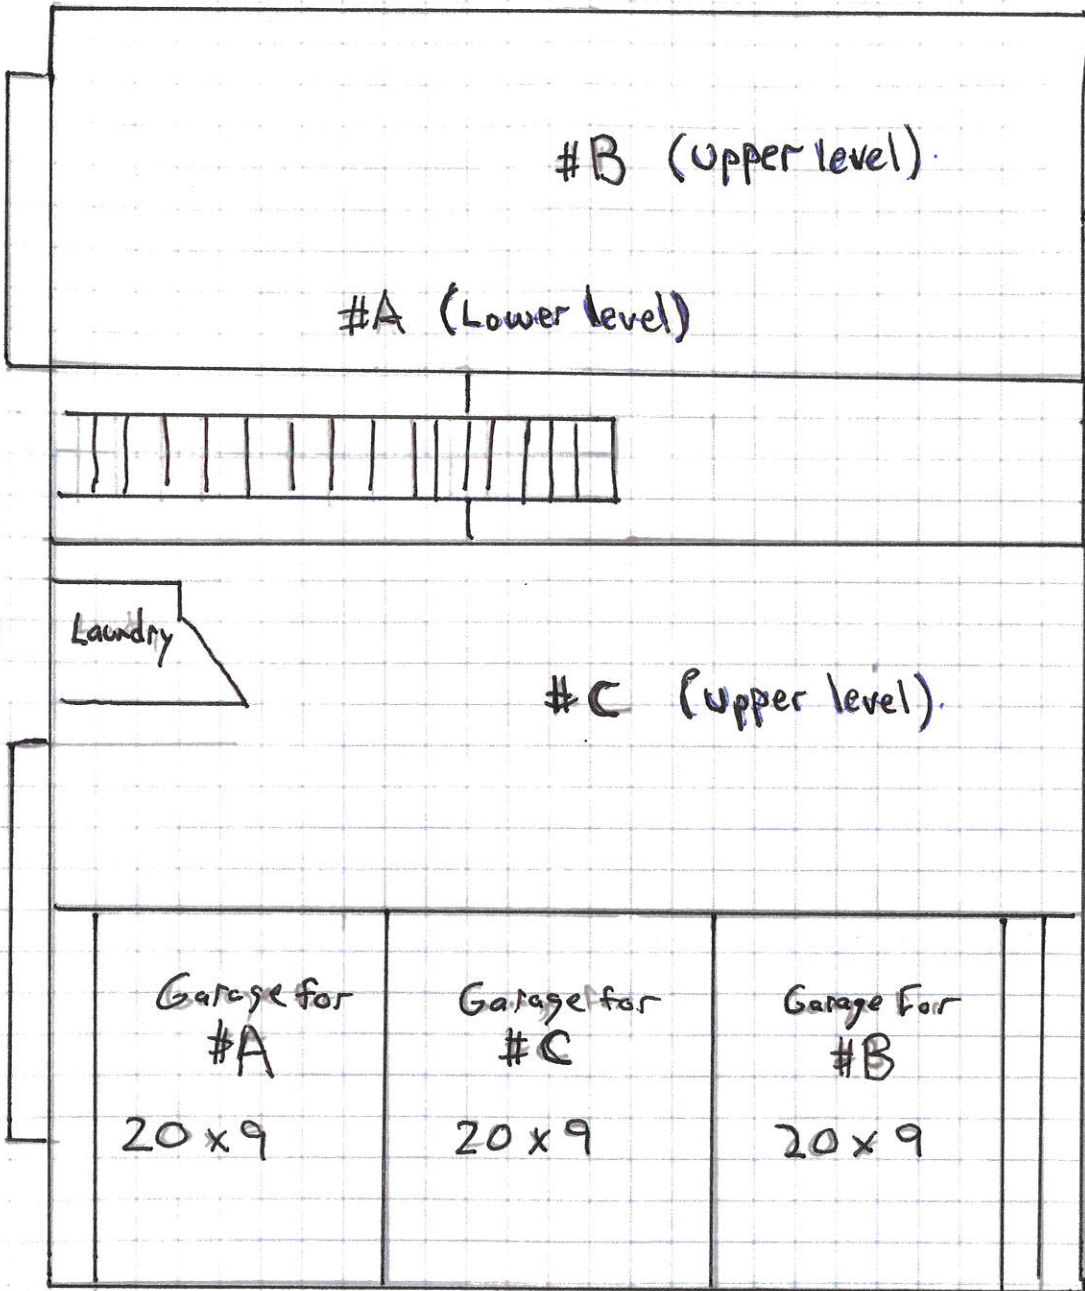 #B (Upper level).
#A (Lower level)
Laundry
#C (Upper level).
Garage for
#A
20 x 9
Garage for
#C
20 x 9
Garage For
#B
20 x 9